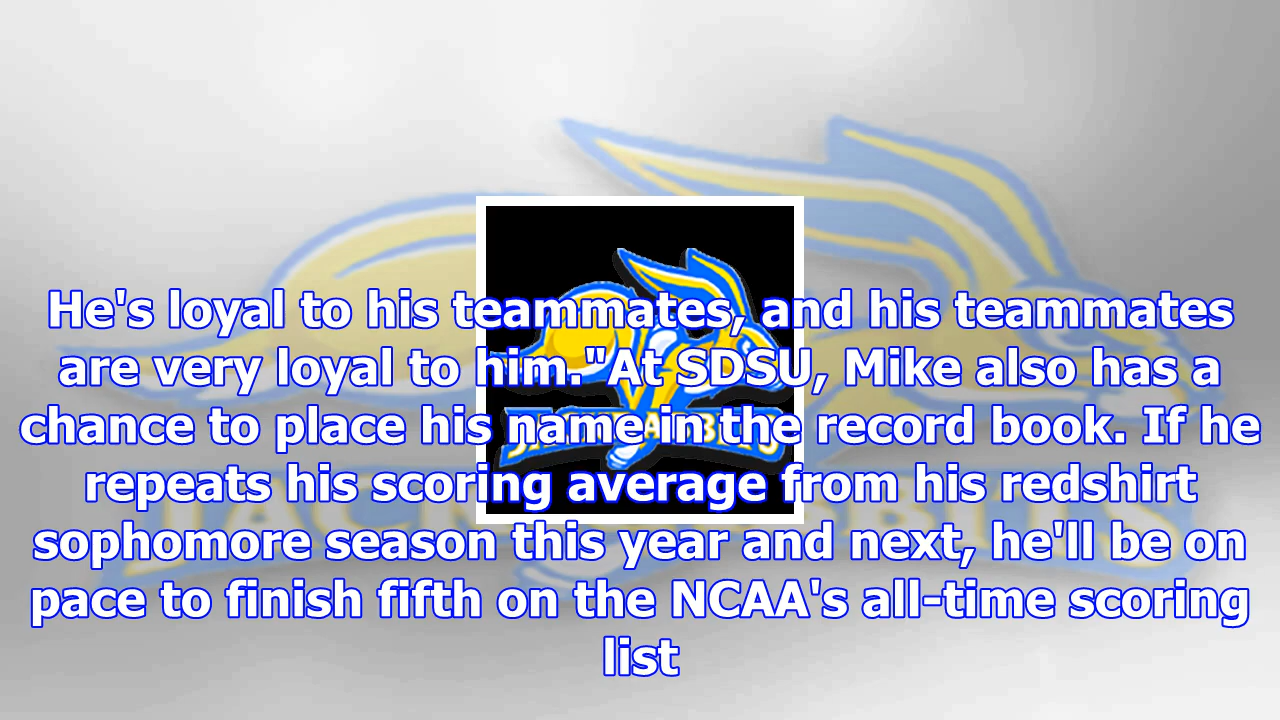 He's loyal to his teammates, and his teammates
are very loyal to him."At SDSU, Mike also has a
chance to place his name in the record book. If he
repeats his scoring average from his redshirt
sophomore season this year and next, he'll be on
pace to finish fifth on the NCAA's all-time scoring
list
JACKRABBITS